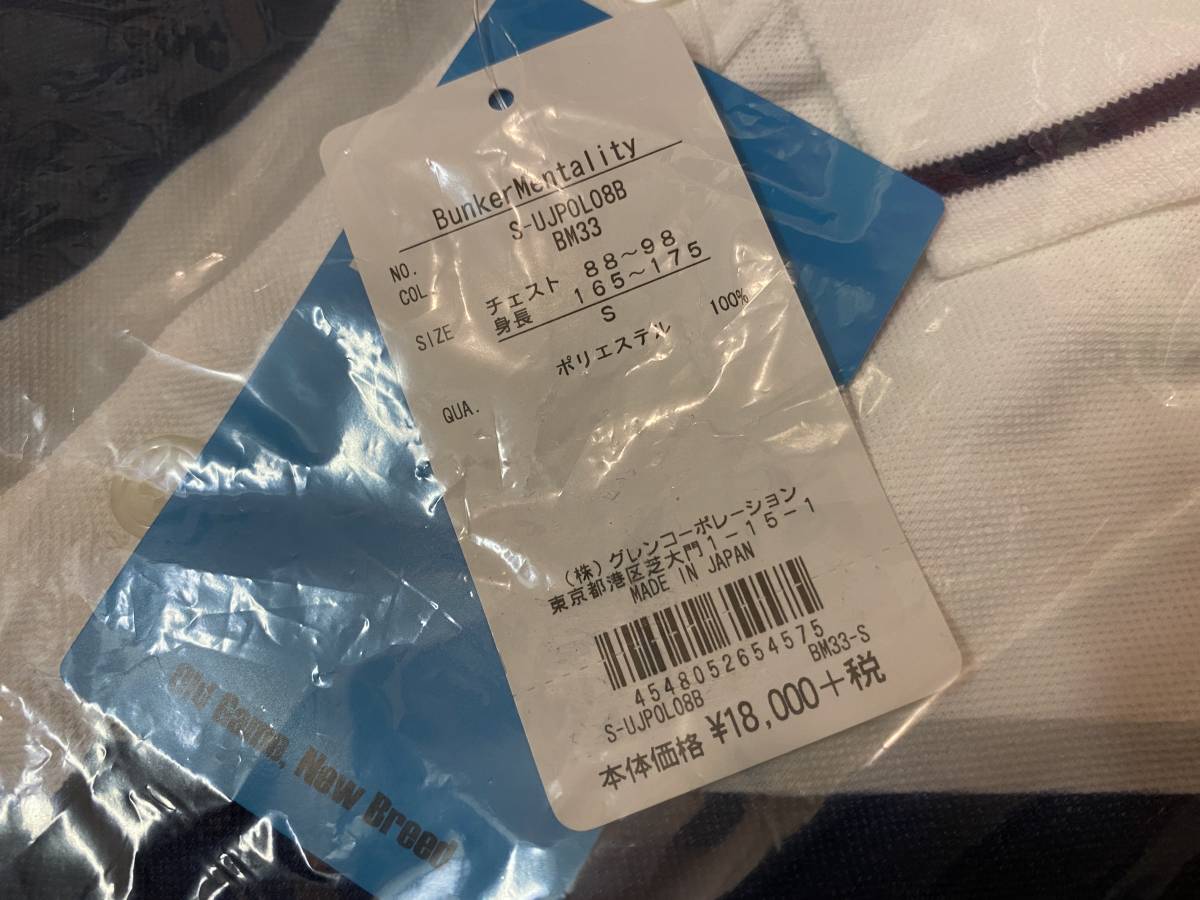 BunkerMentality
NO. S-UJPOL08B
COL BM33
SIZE チェスト 88～98
身長 165～175
S
QUA. ポリエステル 100%
(株)グレンコーポレーション
東京都港区芝大門1-15-1
MADE IN JAPAN
4548052654575
S-UJPOL08B BM33-S
本体価格 ¥18,000+税
Old Game, New Breed